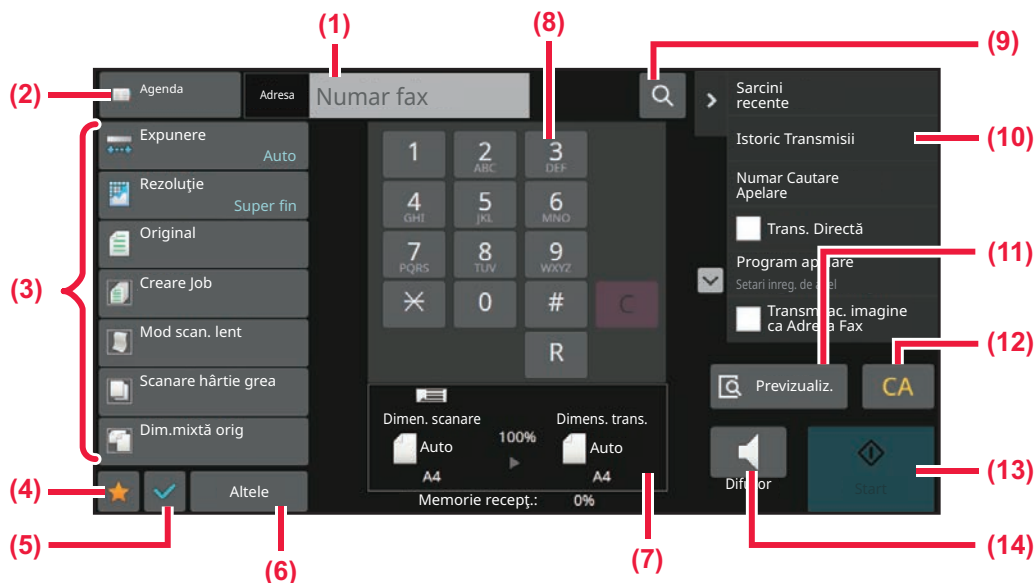 (1)
(8)
(9)
(2)
Agenda
Adresa
Numar fax
Sarcini
recente
(3)
Expunere
Auto
Rezoluţie
Super fin
Original
Creare Job
Mod scan. lent
Scanare hârtie grea
Dim.mixtă orig
1
2
ABC
3
DEF
4
GHI
5
JKL
6
MNO
7
PQRS
8
TUV
9
WXYZ
0
#
C
R
Istoric Transmisii
(10)
Numar Cautare
Apelare
Trans. Directă
(11)
Program apelare
Setari inreg. de apel
imagine
Fax
(12)
Previzualiz.
CA
Dimen. scanare
Dimens. trans.
Auto
100%
Auto
A4
A4
Memorie recepţ.:
0%
(4)
(5)
Altele
(6)
(7)
Start
(13)
(14)